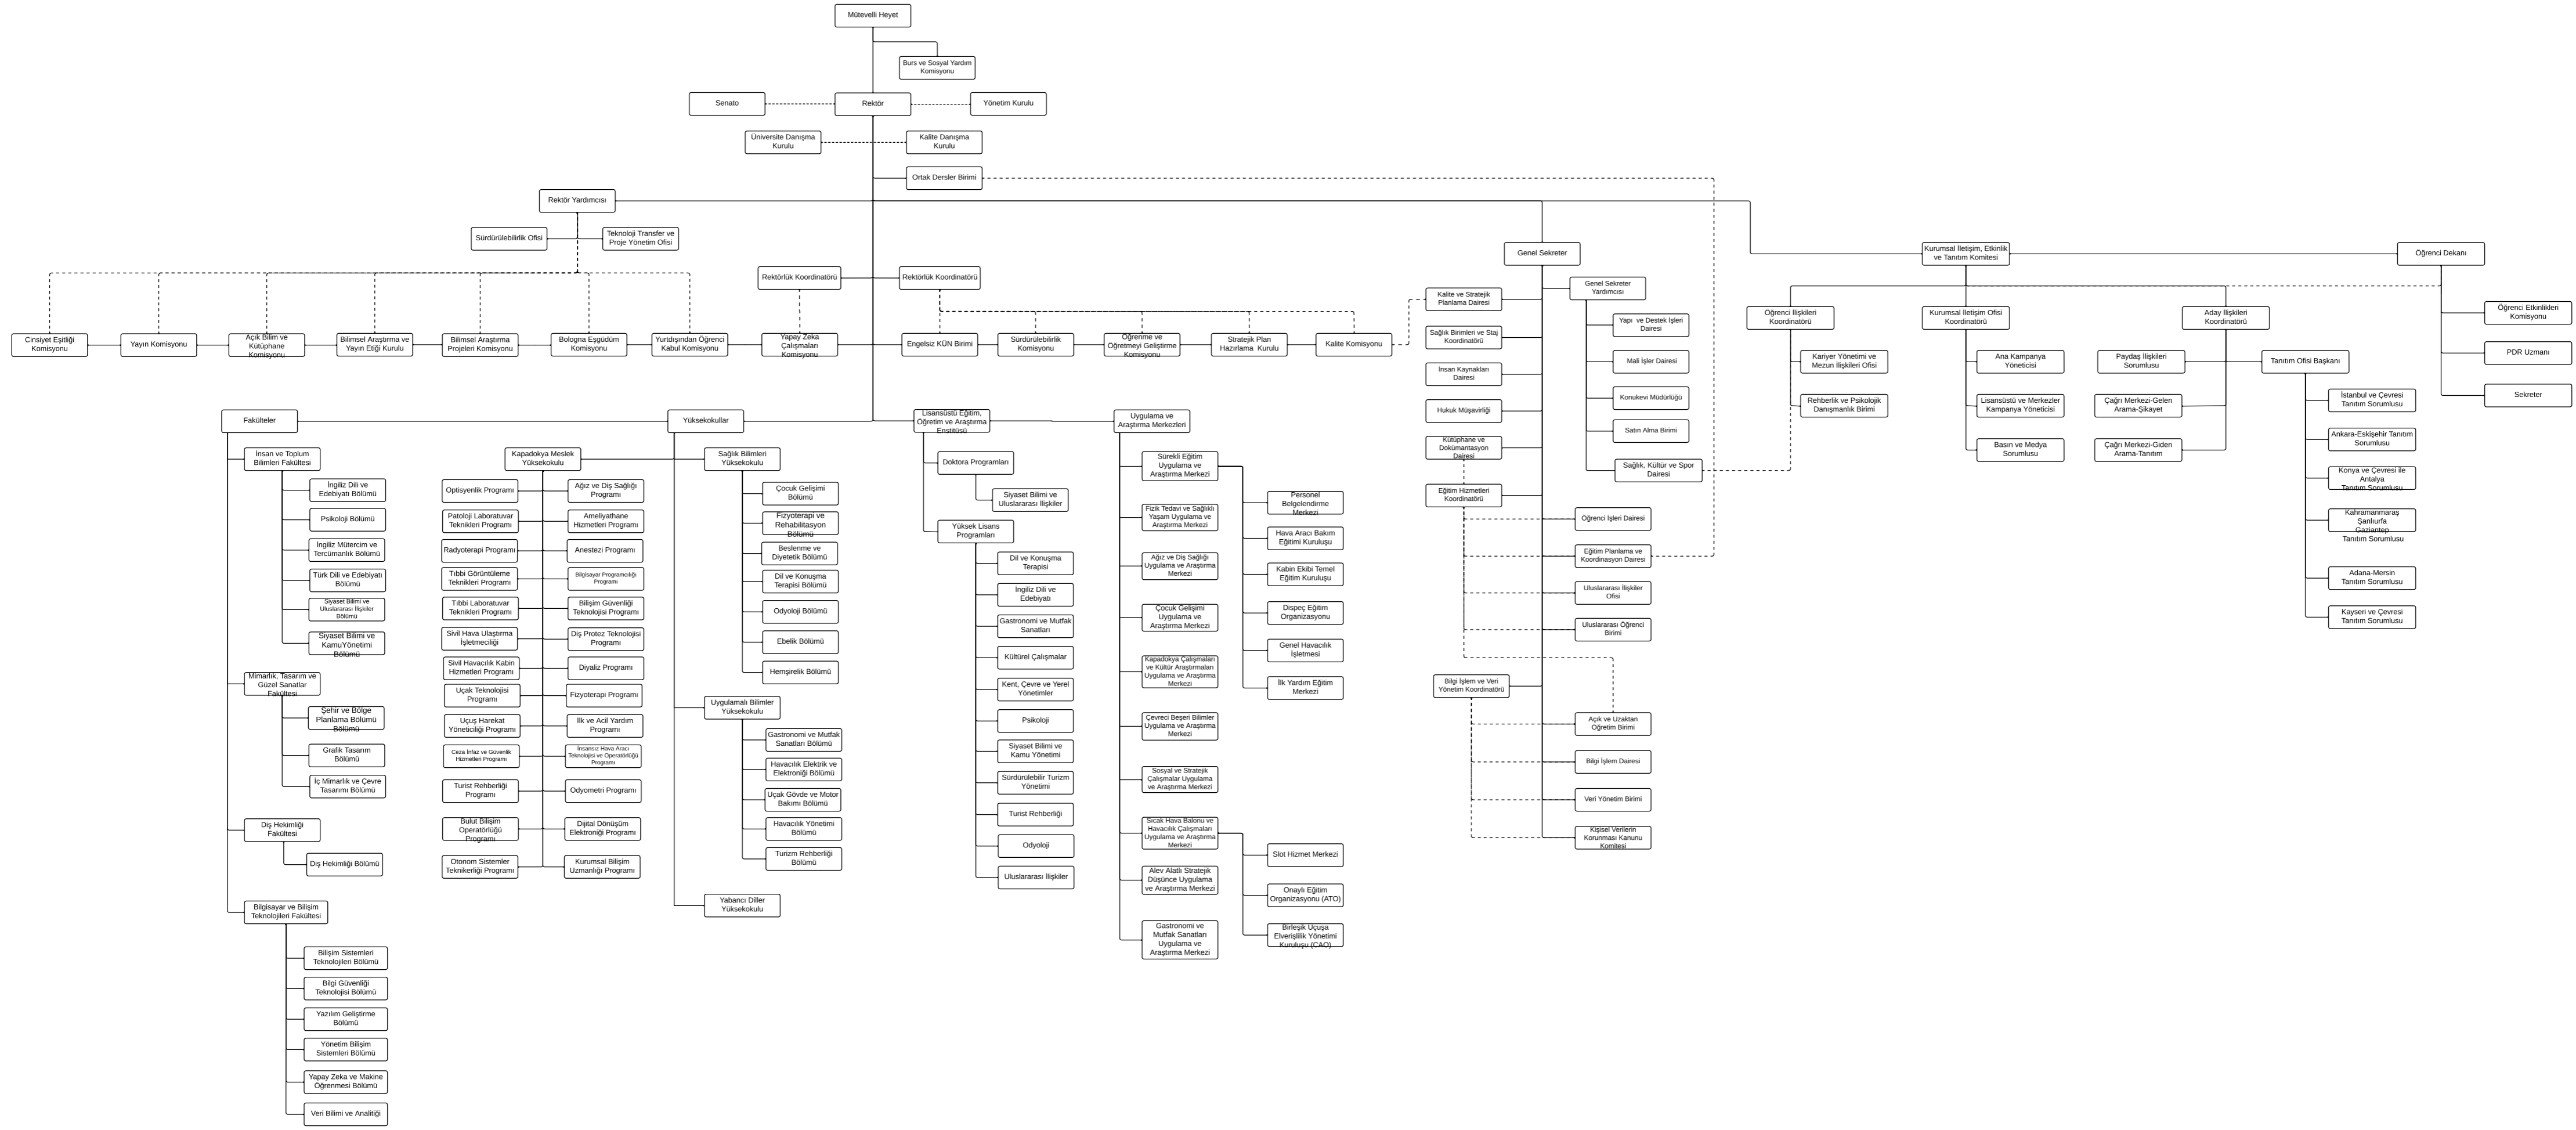 Mütevelli Heyet
Burs ve Sosyal Yardım
Komisyonu
Senato
Rektör
Yönetim Kurulu
Üniversite Danışma
Kurulu
Kalite Danışma
Kurulu
Ortak Dersler Birimi
Rektör Yardımcısı
Sürdürülebilirlik Ofisi
Teknoloji Transfer ve
Proje Yönetim Ofisi
Rektörlük Koordinatörü
Rektörlük Koordinatörü
Cinsiyet Eşitliği
Komisyonu
Yayın Komisyonu
Açık Bilim ve
Kütüphane
Komisyonu
Bilimsel Araştırma ve
Yayın Etiği Kurulu
Bilimsel Araştırma
Projeleri Komisyonu
Bologna Eşgüdüm
Komisyonu
Yurtdışından Öğrenci
Kabul Komisyonu
Yapay Zeka
Çalışmaları
Komisyonu
Engelsiz KÜN Birimi
Sürdürülebilirlik
Komisyonu
Öğrenme ve
Öğretmeyi Geliştirme
Komisyonu
Stratejik Plan
Hazırlama  Kurulu
Kalite Komisyonu
Genel Sekreter
Genel Sekreter
Yardımcısı
Kalite ve Stratejik
Planlama Dairesi
Sağlık Birimleri ve Staj
Koordinatörü
İnsan Kaynakları
Dairesi
Hukuk Müşavirliği
Kütüphane ve
Dokümantasyon
Dairesi
Eğitim Hizmetleri
Koordinatörü
Yapı  ve Destek İşleri
Dairesi
Mali İşler Dairesi
Konukevi Müdürlüğü
Satın Alma Birimi
Sağlık, Kültür ve Spor
Dairesi
Öğrenci İşleri Dairesi
Eğitim Planlama ve
Koordinasyon Dairesi
Uluslararası İlişkiler
Ofisi
Uluslararası Öğrenci
Birimi
Bilgi İşlem ve Veri
Yönetim Koordinatörü
Açık ve Uzaktan
Öğretim Birimi
Bilgi İşlem Dairesi
Veri Yönetim Birimi
Kişisel Verilerin
Korunması Kanunu
Komitesi
Kurumsal İletişim, Etkinlik
ve Tanıtım Komitesi
Öğrenci Dekanı
Öğrenci İlişkileri
Koordinatörü
Kariyer Yönetimi ve
Mezun İlişkileri Ofisi
Rehberlik ve Psikolojik
Danışmanlık Birimi
Kurumsal İletişim Ofisi
Koordinatörü
Ana Kampanya
Yöneticisi
Lisansüstü ve Merkezler
Kampanya Yöneticisi
Basın ve Medya
Sorumlusu
Aday İlişkileri
Koordinatörü
Paydaş İlişkileri
Sorumlusu
Çağrı Merkezi-Gelen
Arama-Şikayet
Çağrı Merkezi-Giden
Arama-Tanıtım
Tanıtım Ofisi Başkanı
İstanbul ve Çevresi
Tanıtım Sorumlusu
Ankara-Eskişehir Tanıtım
Sorumlusu
Konya ve Çevresi ile
Antalya
Tanıtım Sorumlusu
Kahramanmaraş
Şanlıurfa
Gaziantep
Tanıtım Sorumlusu
Adana-Mersin
Tanıtım Sorumlusu
Kayseri ve Çevresi
Tanıtım Sorumlusu
Öğrenci Etkinlikleri
Komisyonu
PDR Uzmanı
Sekreter
Fakülteler
İnsan ve Toplum
Bilimleri Fakültesi
İngiliz Dili ve
Edebiyatı Bölümü
Psikoloji Bölümü
İngiliz Mütercim ve
Tercümanlık Bölümü
Türk Dili ve Edebiyatı
Bölümü
Siyaset Bilimi ve
Uluslararası İlişkiler
Bölümü
Siyaset Bilimi ve
KamuYönetimi
Bölümü
Mimarlık, Tasarım ve
Güzel Sanatlar
Fakültesi
Şehir ve Bölge
Planlama Bölümü
Bölümü
Grafik Tasarım
Bölümü
İç Mimarlık ve Çevre
Tasarımı Bölümü
Diş Hekimliği
Fakültesi
Diş Hekimliği Bölümü
Bilgisayar ve Bilişim
Teknolojileri Fakültesi
Bilişim Sistemleri
Teknolojileri Bölümü
Bilgi Güvenliği
Teknolojisi Bölümü
Yazılım Geliştirme
Bölümü
Yönetim Bilişim
Sistemleri Bölümü
Yapay Zeka ve Makine
Öğrenmesi Bölümü
Veri Bilimi ve Analitiği
Yüksekokullar
Kapadokya Meslek
Yüksekokulu
Optisyenlik Programı
Ağız ve Diş Sağlığı
Programı
Patoloji Laboratuvar
Teknikleri Programı
Ameliyathane
Hizmetleri Programı
Radyoterapi Programı
Anestezi Programı
Tıbbi Görüntüleme
Teknikleri Programı
Bilgisayar Programcılığı
Programı
Tıbbi Laboratuvar
Teknikleri Programı
Bilişim Güvenliği
Teknolojisi Programı
Sivil Hava Ulaştırma
İşletmeciliği
Diş Protez Teknolojisi
Programı
Sivil Havacılık Kabin
Hizmetleri Programı
Diyaliz Programı
Uçak Teknolojisi
Programı
Fizyoterapi Programı
Uçuş Harekat
Yöneticiliği Programı
İlk ve Acil Yardım
Programı
Ceza İnfaz ve Güvenlik
Hizmetleri Programı
İnsansız Hava Aracı
Teknolojisi ve Operatörlüğü
Programı
Turist Rehberliği
Programı
Odyometri Programı
Bulut Bilişim
Operatörlüğü
Programı
Dijital Dönüşüm
Elektroniği Programı
Otonom Sistemler
Teknikerliği Programı
Kurumsal Bilişim
Uzmanlığı Programı
Sağlık Bilimleri
Yüksekokulu
Çocuk Gelişimi
Bölümü
Fizyoterapi ve
Rehabilitasyon
Bölümü
Beslenme ve
Diyetetik Bölümü
Dil ve Konuşma
Terapisi Bölümü
Odyoloji Bölümü
Ebelik Bölümü
Hemşirelik Bölümü
Uygulamalı Bilimler
Yüksekokulu
Gastronomi ve Mutfak
Sanatları Bölümü
Havacılık Elektrik ve
Elektroniği Bölümü
Uçak Gövde ve Motor
Bakımı Bölümü
Havacılık Yönetimi
Bölümü
Turizm Rehberliği
Bölümü
Yabancı Diller
Yüksekokulu
Lisansüstü Eğitim,
Öğretim ve Araştırma
Enstitüsü
Doktora Programları
Siyaset Bilimi ve
Uluslararası İlişkiler
Yüksek Lisans
Programları
Dil ve Konuşma
Terapisi
İngiliz Dili ve
Edebiyatı
Gastronomi ve Mutfak
Sanatları
Kültürel Çalışmalar
Kent, Çevre ve Yerel
Yönetimler
Psikoloji
Siyaset Bilimi ve
Kamu Yönetimi
Sürdürülebilir Turizm
Yönetimi
Turist Rehberliği
Odyoloji
Uluslararası İlişkiler
Uygulama ve
Araştırma Merkezleri
Sürekli Eğitim
Uygulama ve
Araştırma Merkezi
Personel
Belgelendirme
Merkezi
Hava Aracı Bakım
Eğitimi Kuruluşu
Kabin Ekibi Temel
Eğitim Kuruluşu
Dispeç Eğitim
Organizasyonu
Genel Havacılık
İşletmesi
İlk Yardım Eğitim
Merkezi
Fizik Tedavi ve Sağlıklı
Yaşam Uygulama ve
Araştırma Merkezi
Ağız ve Diş Sağlığı
Uygulama ve Araştırma
Merkezi
Çocuk Gelişimi
Uygulama ve
Araştırma Merkezi
Kapadokya Çalışmaları
ve Kültür Araştırmaları
Uygulama ve Araştırma
Merkezi
Çevreci Beşeri Bilimler
Uygulama ve Araştırma
Merkezi
Sosyal ve Stratejik
Çalışmalar Uygulama
ve Araştırma Merkezi
Sıcak Hava Balonu ve
Havacılık Çalışmaları
Uygulama ve Araştırma
Merkezi
Slot Hizmet Merkezi
Onaylı Eğitim
Organizasyonu (ATO)
Birleşik Uçuşa
Elverişlilik Yönetimi
Kuruluşu (CAO)
Alev Alatlı Stratejik
Düşünce Uygulama
ve Araştırma Merkezi
Gastronomi ve
Mutfak Sanatları
Uygulama ve
Araştırma Merkezi